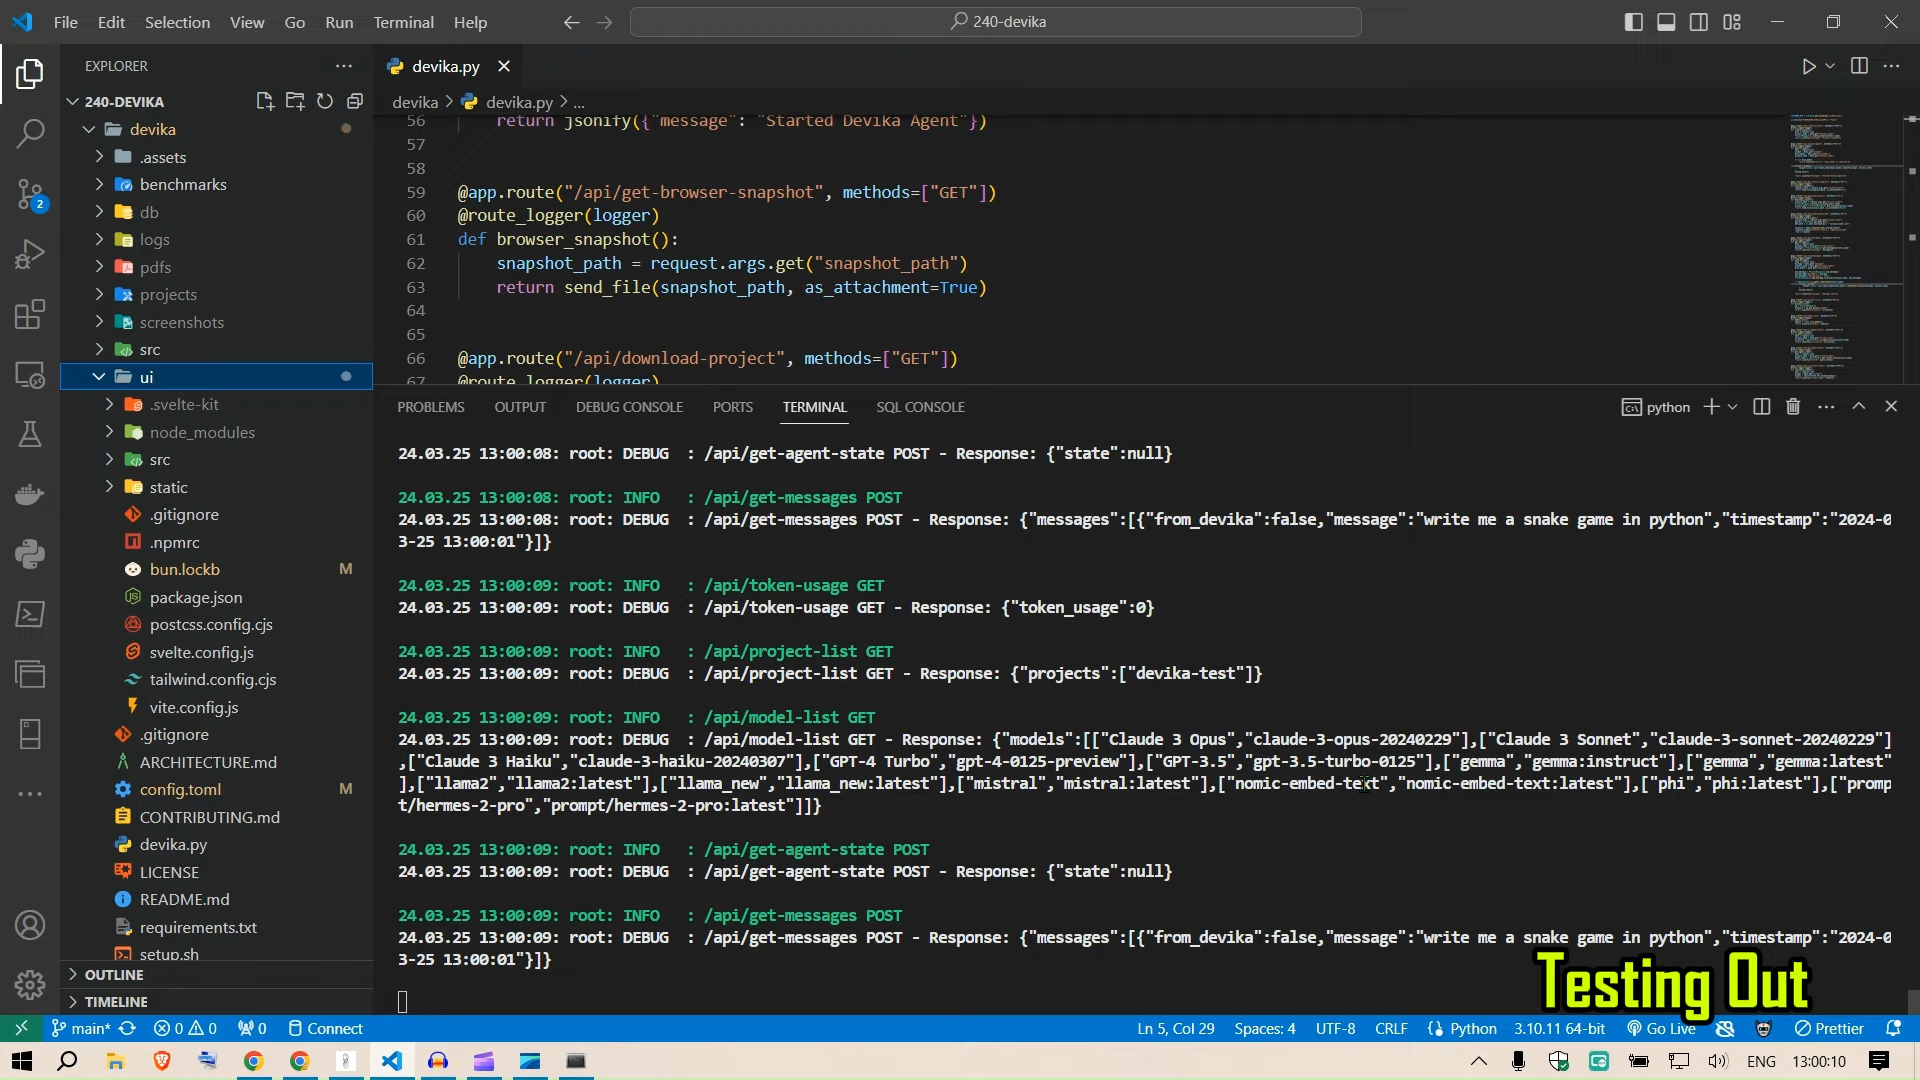 File Edit Selection View Go Run Terminal Help
240-devika
EXPLORER
240-DEVIKA
devika
.assets
benchmarks
db
logs
pdfs
projects
screenshots
src
ui
.svelte-kit
node_modules
src
static
.gitignore
.npmrc
bun.lockb M
package.json
postcss.config.cjs
svelte.config.js
tailwind.config.cjs
vite.config.js
.gitignore
ARCHITECTURE.md
config.toml M
CONTRIBUTING.md
devika.py
LICENSE
README.md
requirements.txt
setup.sh
OUTLINE
TIMELINE
2
devika.py
devika > devika.py > ...
56 return jsonify({"message": "Started Devika Agent"})
57
58
59 @app.route("/api/get-browser-snapshot", methods=["GET"])
60 @route_logger(logger)
61 def browser_snapshot():
62 snapshot_path = request.args.get("snapshot_path")
63 return send_file(snapshot_path, as_attachment=True)
64
65
66 @app.route("/api/download-project", methods=["GET"])
67 @route_logger(logger)
PROBLEMS OUTPUT DEBUG CONSOLE PORTS TERMINAL SQL CONSOLE
python
24.03.25 13:00:08: root: DEBUG : /api/get-agent-state POST - Response: {"state":null}
24.03.25 13:00:08: root: INFO : /api/get-messages POST
24.03.25 13:00:08: root: DEBUG : /api/get-messages POST - Response: {"messages":[{"from_devika":false,"message":"write me a snake game in python","timestamp":"2024-0
3-25 13:00:01"}]}
24.03.25 13:00:09: root: INFO : /api/token-usage GET
24.03.25 13:00:09: root: DEBUG : /api/token-usage GET - Response: {"token_usage":0}
24.03.25 13:00:09: root: INFO : /api/project-list GET
24.03.25 13:00:09: root: DEBUG : /api/project-list GET - Response: {"projects":["devika-test"]}
24.03.25 13:00:09: root: INFO : /api/model-list GET
24.03.25 13:00:09: root: DEBUG : /api/model-list GET - Response: {"models":[["Claude 3 Opus","claude-3-opus-20240229"],["Claude 3 Sonnet","claude-3-sonnet-20240229"]
,["Claude 3 Haiku","claude-3-haiku-20240307"],["GPT-4 Turbo","gpt-4-0125-preview"],["GPT-3.5","gpt-3.5-turbo-0125"],["gemma","gemma:instruct"],["gemma","gemma:latest"
],["llama2","llama2:latest"],["llama_new","llama_new:latest"],["mistral","mistral:latest"],["nomic-embed-text","nomic-embed-text:latest"],["phi","phi:latest"],["promp
t/hermes-2-pro","prompt/hermes-2-pro:latest"]]}
24.03.25 13:00:09: root: INFO : /api/get-agent-state POST
24.03.25 13:00:09: root: DEBUG : /api/get-agent-state POST - Response: {"state":null}
24.03.25 13:00:09: root: INFO : /api/get-messages POST
24.03.25 13:00:09: root: DEBUG : /api/get-messages POST - Response: {"messages":[{"from_devika":false,"message":"write me a snake game in python","timestamp":"2024-0
3-25 13:00:01"}]}
Testing Out
main* 0 0 0 Connect
Ln 5, Col 29 Spaces: 4 UTF-8 CRLF Python 3.10.11 64-bit Go Live Prettier
ENG 13:00:10